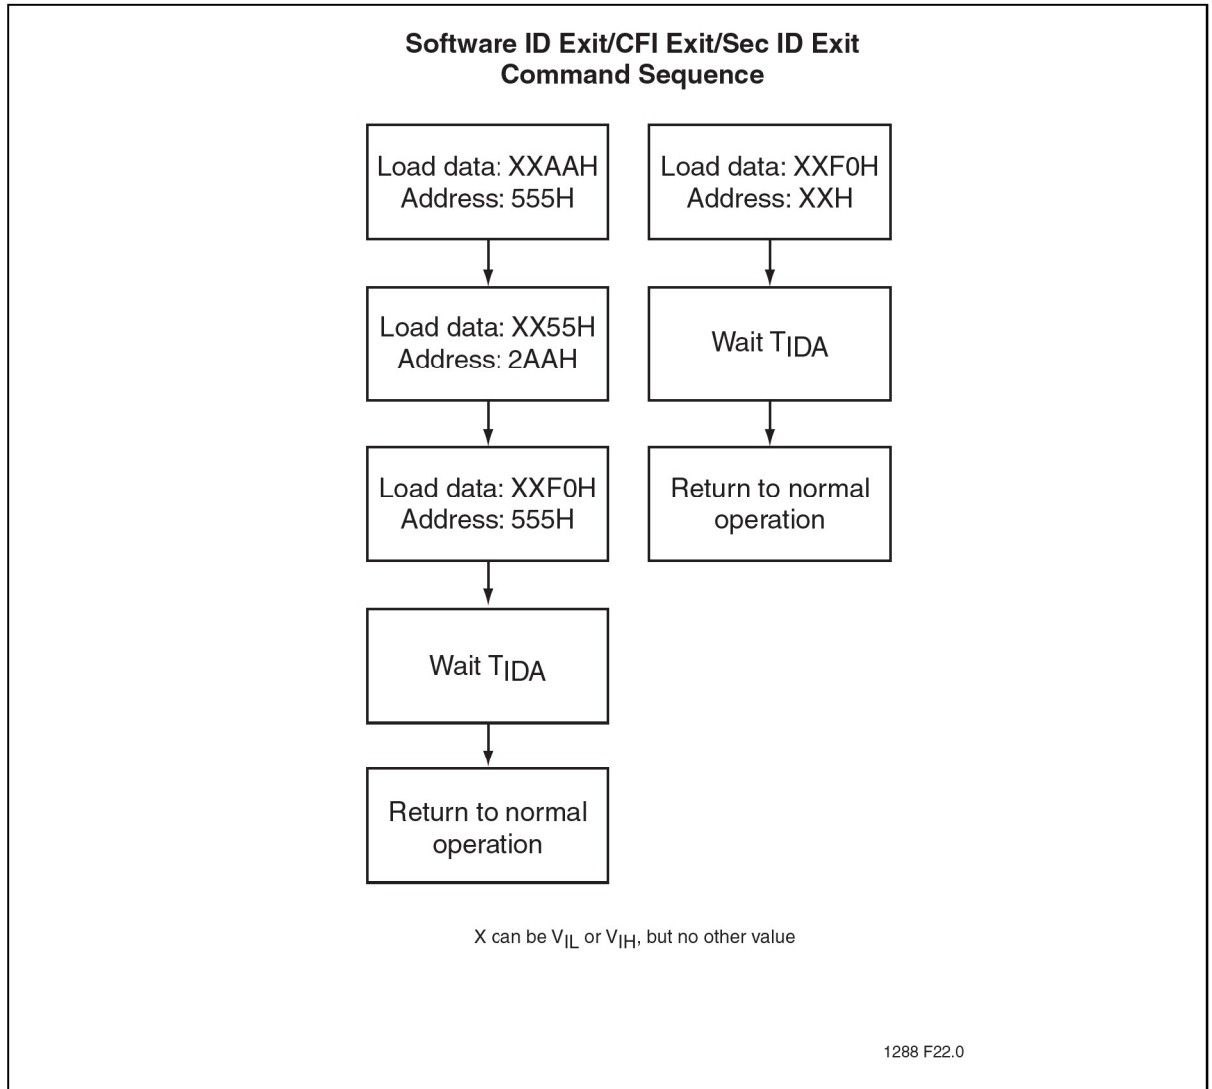 Software ID Exit/CFI Exit/Sec ID Exit
Command Sequence
Load data: XXAAH
Address: 555H
Load data: XX55H
Address: 2AAH
Load data: XXF0H
Address: 555H
Wait TIDA
Return to normal
operation
Load data: XXF0H
Address: XXH
Wait TIDA
Return to normal
operation
X can be VIL or VIH, but no other value
1288 F22.0